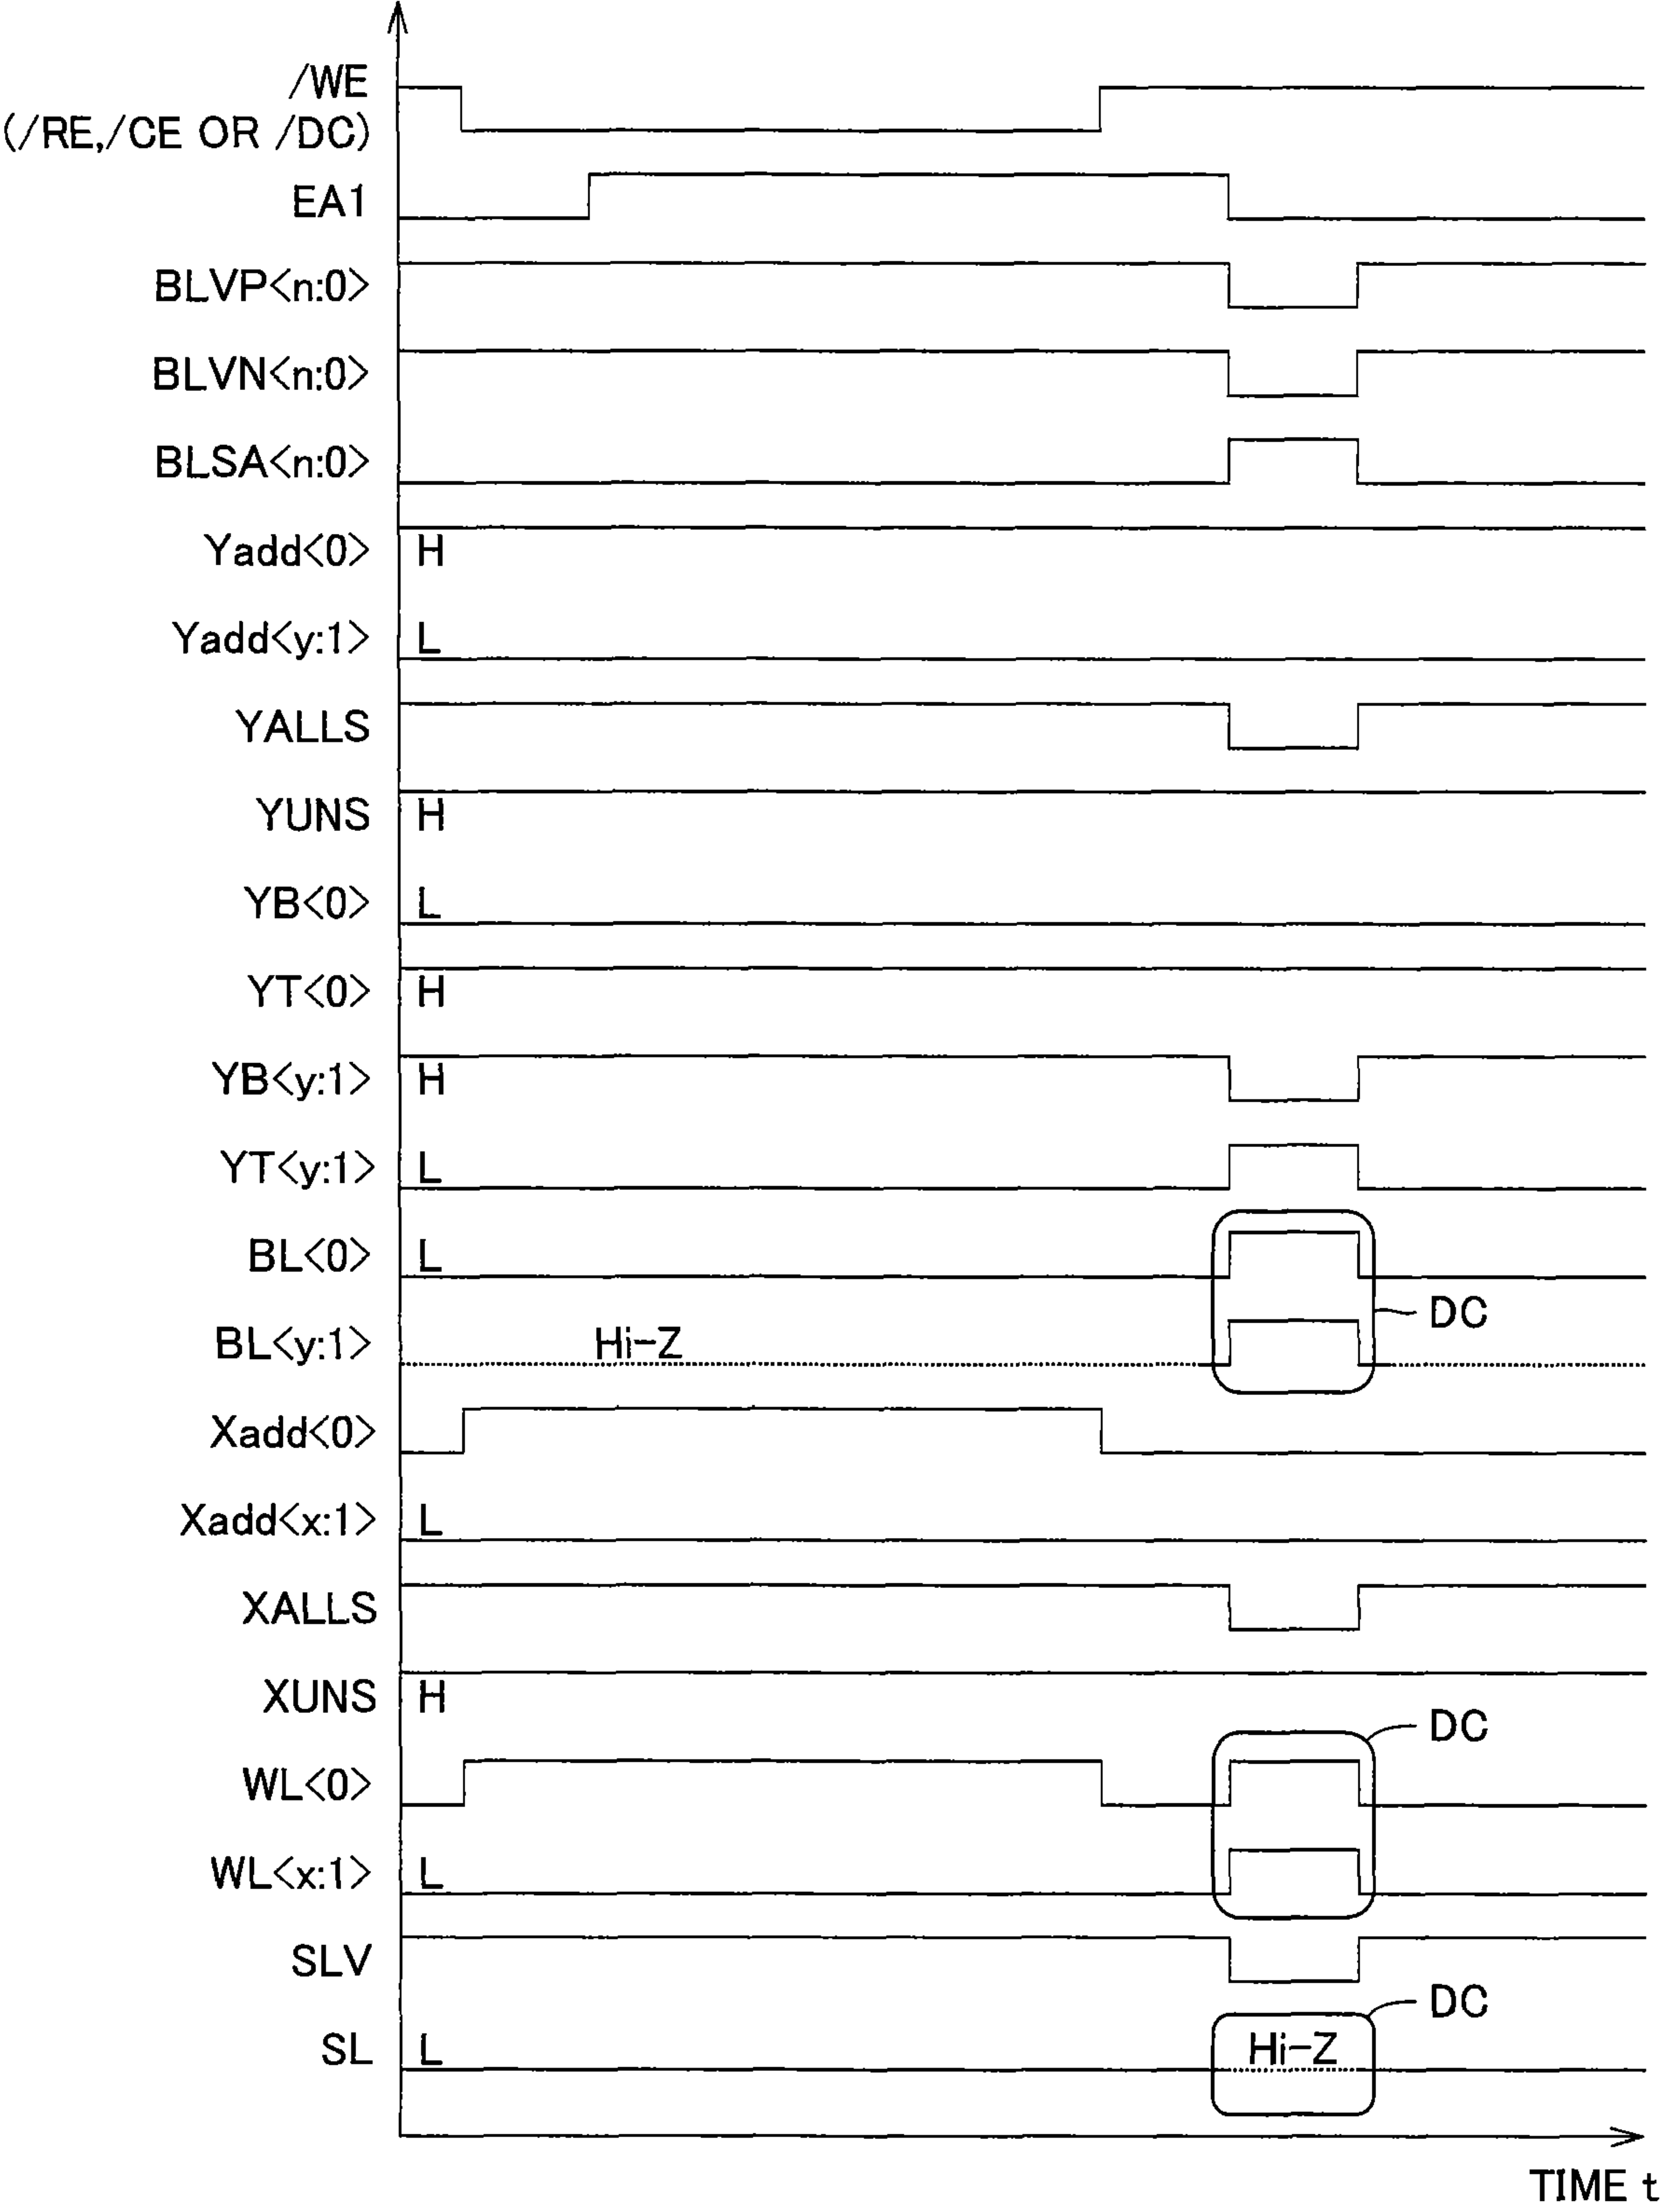 /WE
(/RE,/CE OR /DC)
EA1
BLVP<n:0>
BLVN<n:0>
BLSA<n:0>
Yadd<0> H
Yadd<y:1> L
YALLS
YUNS H
YB<0> L
YT<0> H
YB<y:1> H
YT<y:1> L
BL<0> L
DC
BL<y:1> Hi-Z
Xadd<0>
Xadd<x:1> L
XALLS
XUNS H
DC
WL<0>
WL<x:1> L
SLV
DC
SL L Hi-Z
TIME t